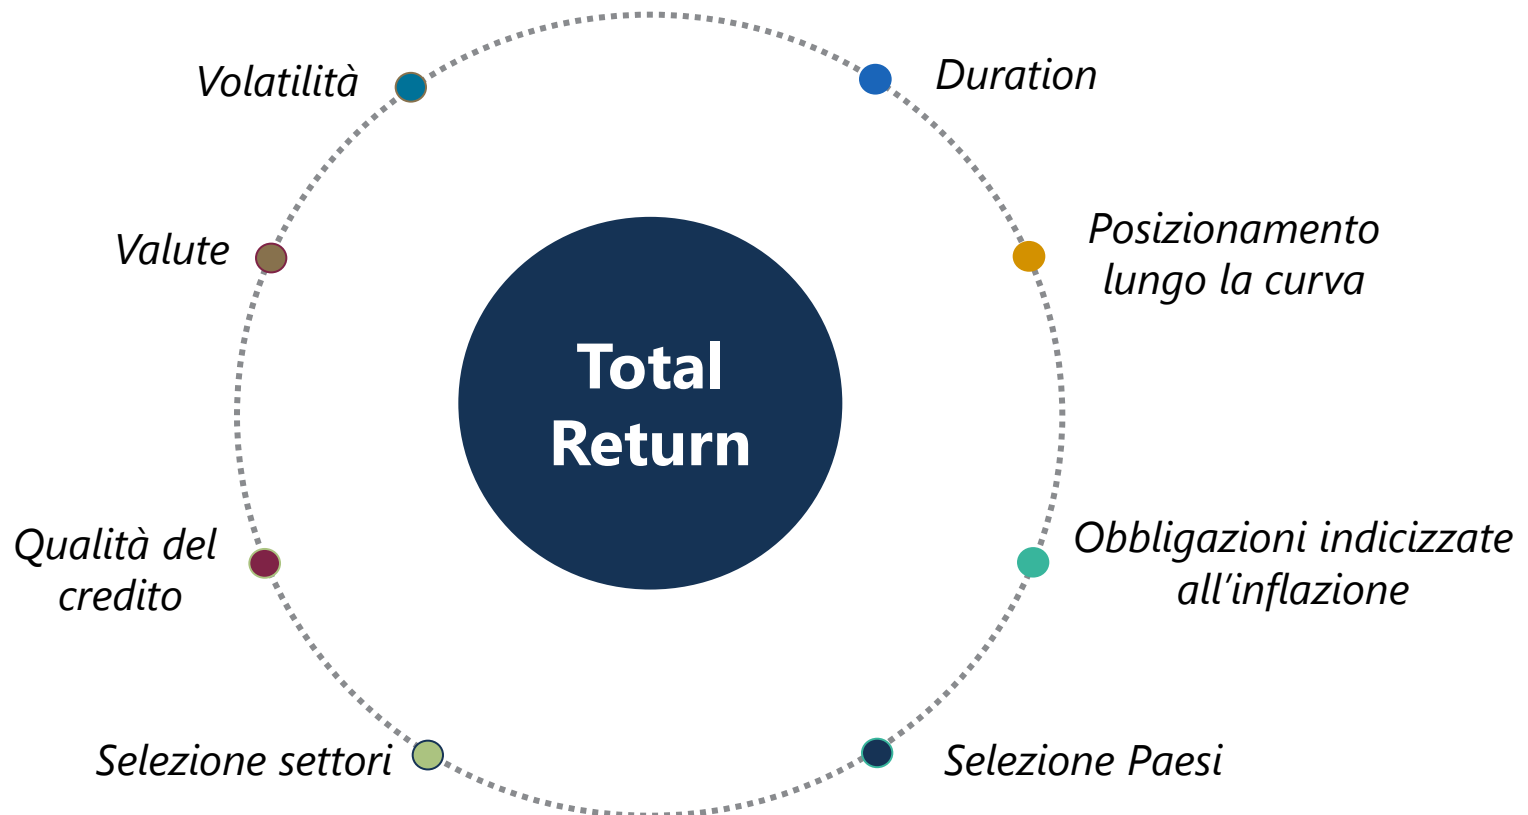 Volatilità
Duration
Valute
Posizionamento
lungo la curva
Total
Return
Qualità del
credito
Obbligazioni indicizzate
all’inflazione
Selezione settori
Selezione Paesi